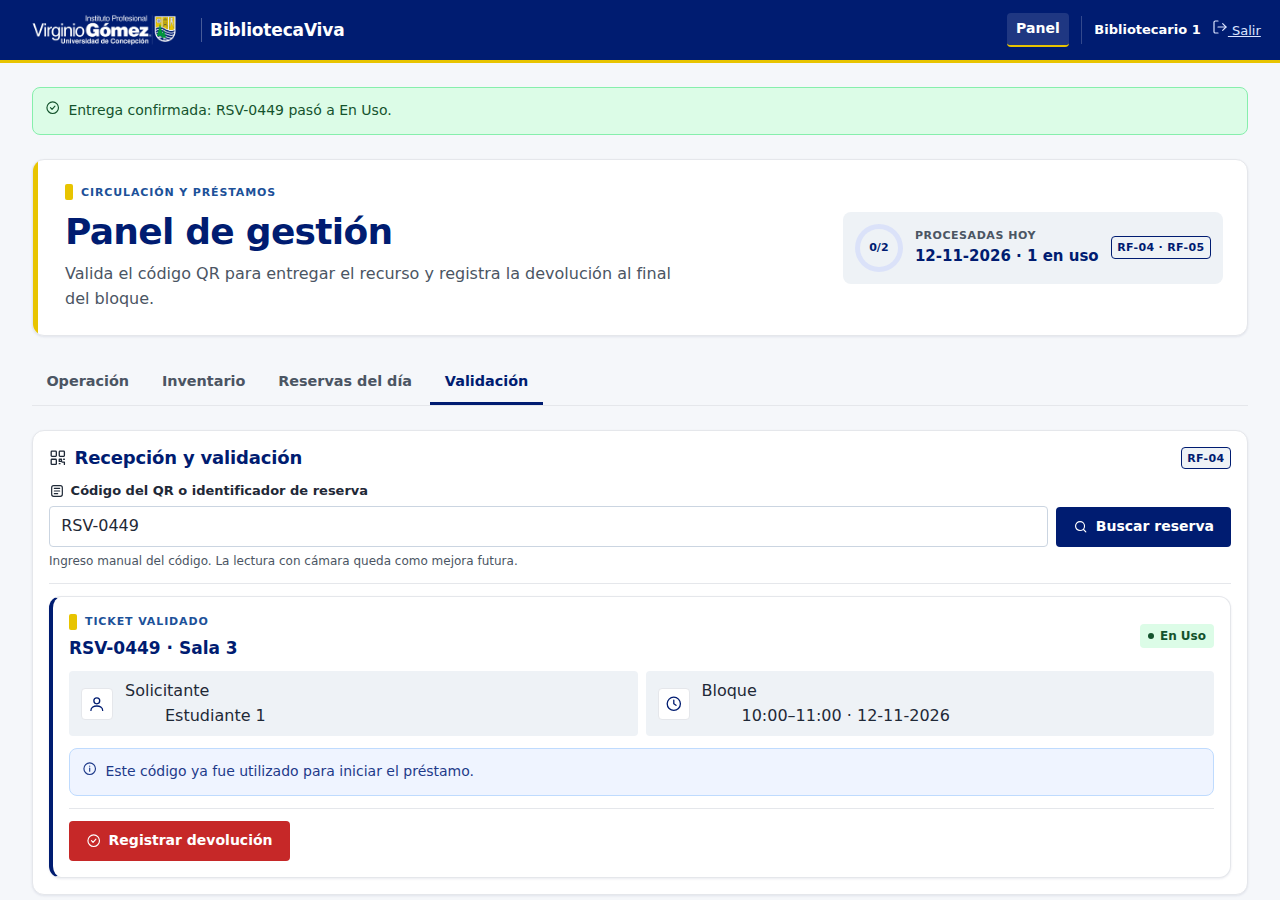 Instituto Profesional
VirginioGómez
Universidad de Concepción
BibliotecaViva
Panel
Bibliotecario 1
Salir
Entrega confirmada: RSV-0449 pasó a En Uso.
CIRCULACIÓN Y PRÉSTAMOS
Panel de gestión
Valida el código QR para entregar el recurso y registra la devolución al final
del bloque.
0/2
PROCESADAS HOY
12-11-2026 · 1 en uso
RF-04 · RF-05
Operación
Inventario
Reservas del día
Validación
Recepción y validación
RF-04
Código del QR o identificador de reserva
RSV-0449
Buscar reserva
Ingreso manual del código. La lectura con cámara queda como mejora futura.
TICKET VALIDADO
RSV-0449 · Sala 3
En Uso
Solicitante
Estudiante 1
Bloque
10:00–11:00 · 12-11-2026
Este código ya fue utilizado para iniciar el préstamo.
Registrar devolución